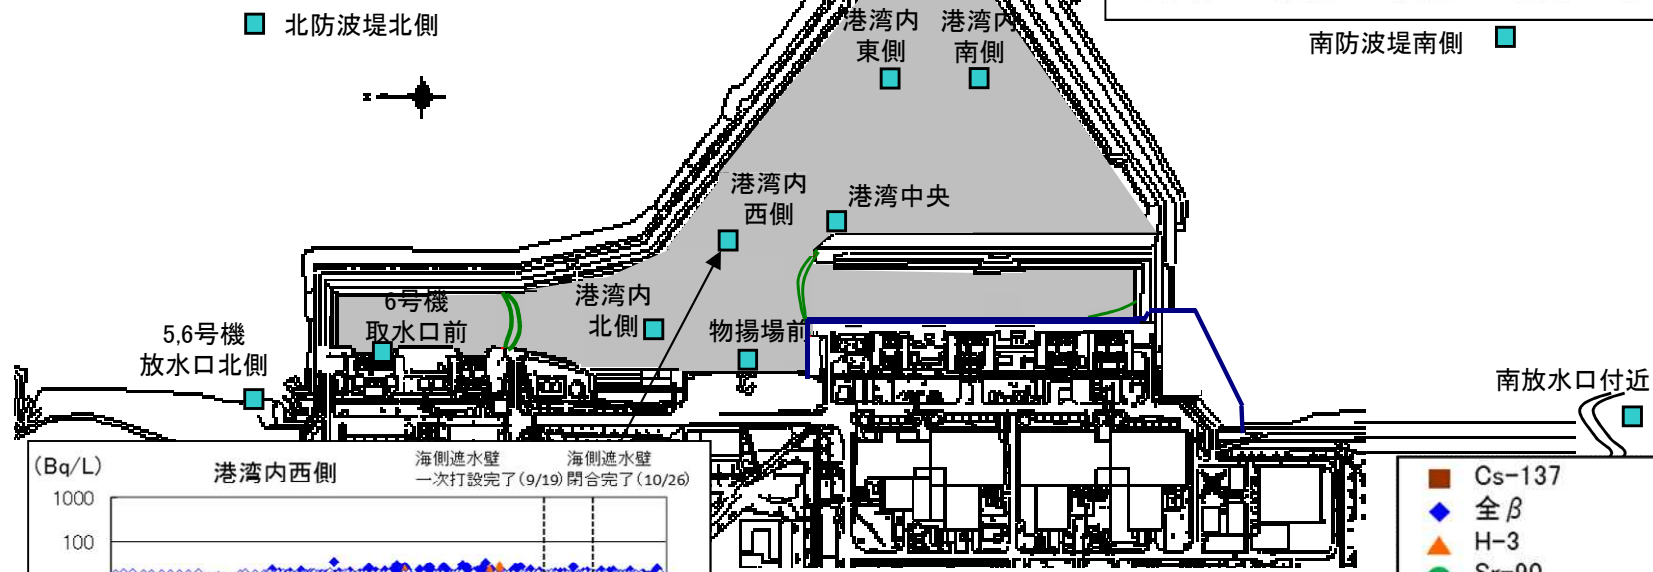 北防波堤北側
港湾内
東側
港湾内
南側
南防波堤南側
N
港湾内
西側
港湾中央
港湾内
北側
物揚場前
6号機
取水口前
5,6号機
放水口北側
南放水口付近
(Bq/L)
港湾内西側
海側遮水壁
一次打設完了(9/19)
海側遮水壁
閉合完了(10/26)
1000
100
Cs-137
全β
H-3
Sr-90